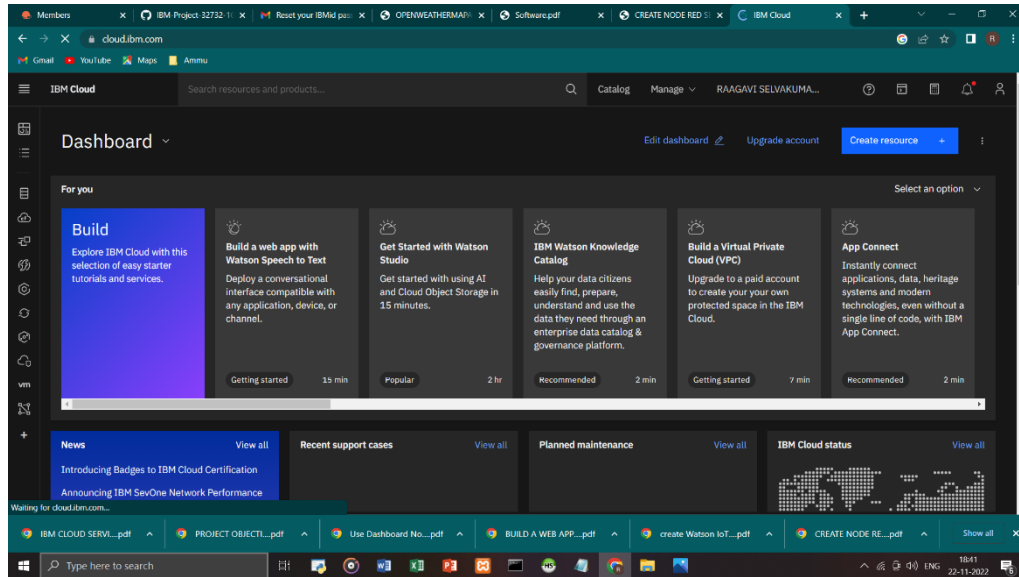 Members
IBM-Project-32732-1
Reset your IBMid pas
OPENWEATHERMAP
Software.pdf
CREATE NODE RED SE
IBM Cloud
cloud.ibm.com
R
Gmail
YouTube
Maps
Ammu
IBM Cloud
Search resources and products...
Catalog
Manage
RAAGAVI SELVAKUMA...
Dashboard
Edit dashboard
Upgrade account
Create resource +
For you
Select an option
Build
Explore IBM Cloud with this
selection of easy starter
tutorials and services.
Build a web app with
Watson Speech to Text
Deploy a conversational
interface compatible with
any application, device, or
channel.
Getting started 15 min
Get Started with Watson
Studio
Get started with using AI
and Cloud Object Storage in
15 minutes.
Popular 2 hr
IBM Watson Knowledge
Catalog
Help your data citizens
easily find, prepare,
understand and use the
data they need through an
enterprise data catalog &
governance platform.
Recommended 2 min
Build a Virtual Private
Cloud (VPC)
Upgrade to a paid account
to create your your own
protected space in the IBM
Cloud.
Getting started 7 min
App Connect
Instantly connect
applications, data, heritage
systems and modern
technologies, even without a
single line of code, with IBM
App Connect.
Recommended 2 min
vm
News View all
Introducing Badges to IBM Cloud Certification
Announcing IBM SevOne Network Performance
Recent support cases View all
Planned maintenance View all
IBM Cloud status View all
Waiting for cloud.ibm.com...
IBM CLOUD SERVI....pdf
PROJECT OBJECTI....pdf
Use Dashboard No....pdf
BUILD A WEB APP....pdf
create Watson IoT....pdf
CREATE NODE RE....pdf
Show all
Type here to search
ENG
18:41
22-11-2022